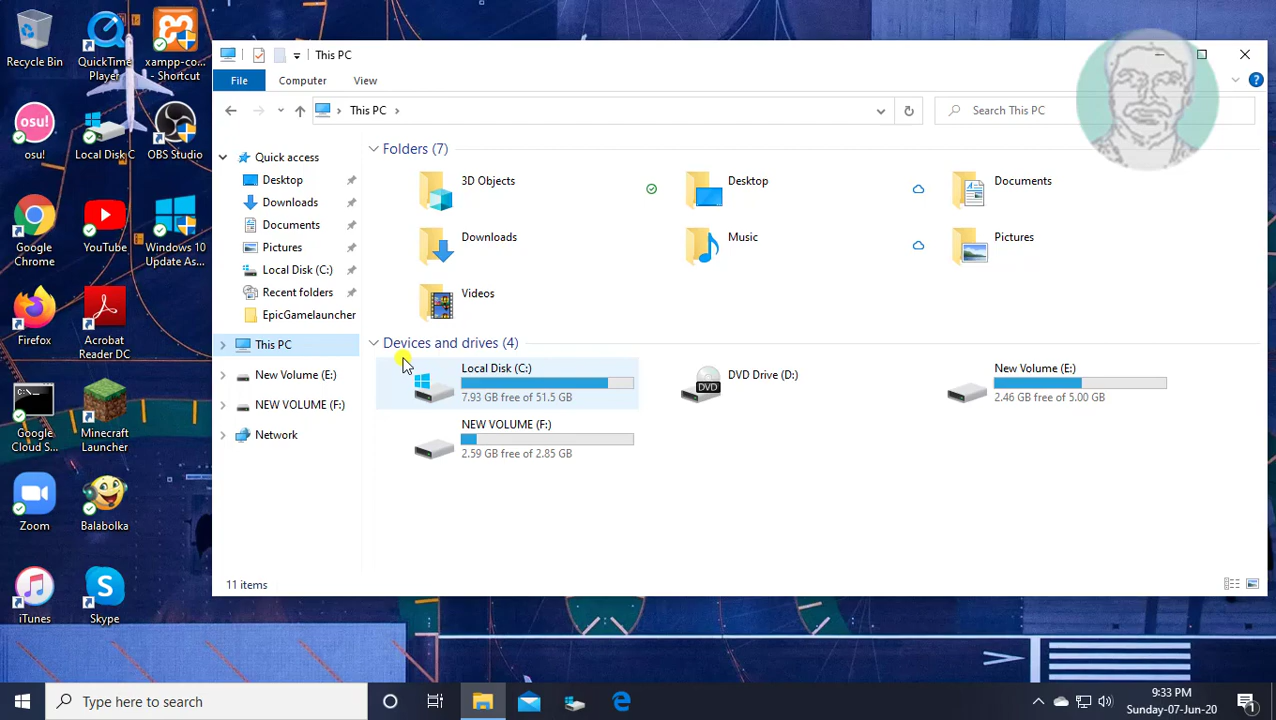 Recycle Bin
QuickTime
Player
xampp-co...
- Shortcut
osu!
osu!
Local Disk C
OBS Studio
Google
Chrome
YouTube
Windows 10
Update As...
Firefox
Acrobat
Reader DC
Google
Cloud S...
Minecraft
Launcher
Zoom
Balabolka
iTunes
Skype
This PC
File
Computer
View
This PC
Search This PC
Quick access
Desktop
Downloads
Documents
Pictures
Local Disk (C:)
Recent folders
EpicGamelauncher
This PC
New Volume (E:)
NEW VOLUME (F:)
Network
Folders (7)
3D Objects
Desktop
Documents
Downloads
Music
Pictures
Videos
Devices and drives (4)
Local Disk (C:)
7.93 GB free of 51.5 GB
DVD
DVD Drive (D:)
New Volume (E:)
2.46 GB free of 5.00 GB
NEW VOLUME (F:)
2.59 GB free of 2.85 GB
11 items
Type here to search
9:33 PM
Sunday-07-Jun-20
1